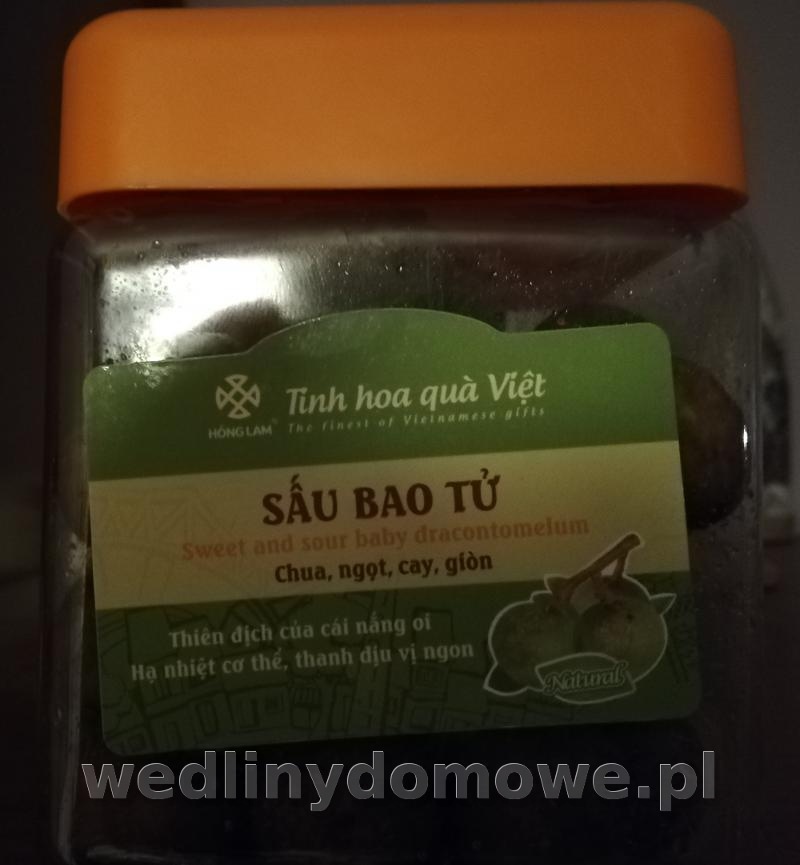 Tinh hoa quà Việt
The finest of Vietnamese gifts
HỒNG LAM
SẤU BAO TỬ
Sweet and sour baby dracontomelum
Chua, ngọt, cay, giòn
Thiên địch của cái nắng oi
Hạ nhiệt cơ thể, thanh dịu vị ngon
Natural
wedlinydomowe.pl